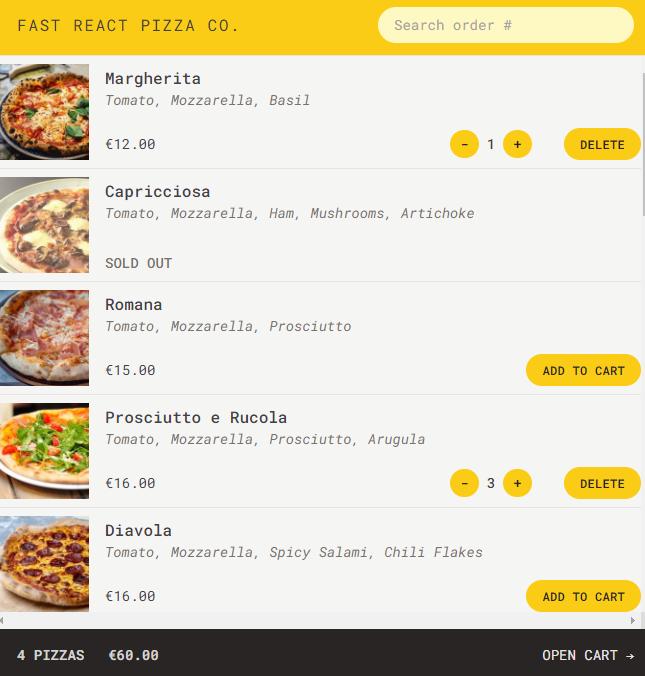 FAST REACT PIZZA CO.
Search order #
Margherita
Tomato, Mozzarella, Basil
€12.00
- 1 + DELETE
Capricciosa
Tomato, Mozzarella, Ham, Mushrooms, Artichoke
SOLD OUT
Romana
Tomato, Mozzarella, Prosciutto
€15.00
ADD TO CART
Prosciutto e Rucola
Tomato, Mozzarella, Prosciutto, Arugula
€16.00
- 3 + DELETE
Diavola
Tomato, Mozzarella, Spicy Salami, Chili Flakes
€16.00
ADD TO CART
4 PIZZAS €60.00
OPEN CART →